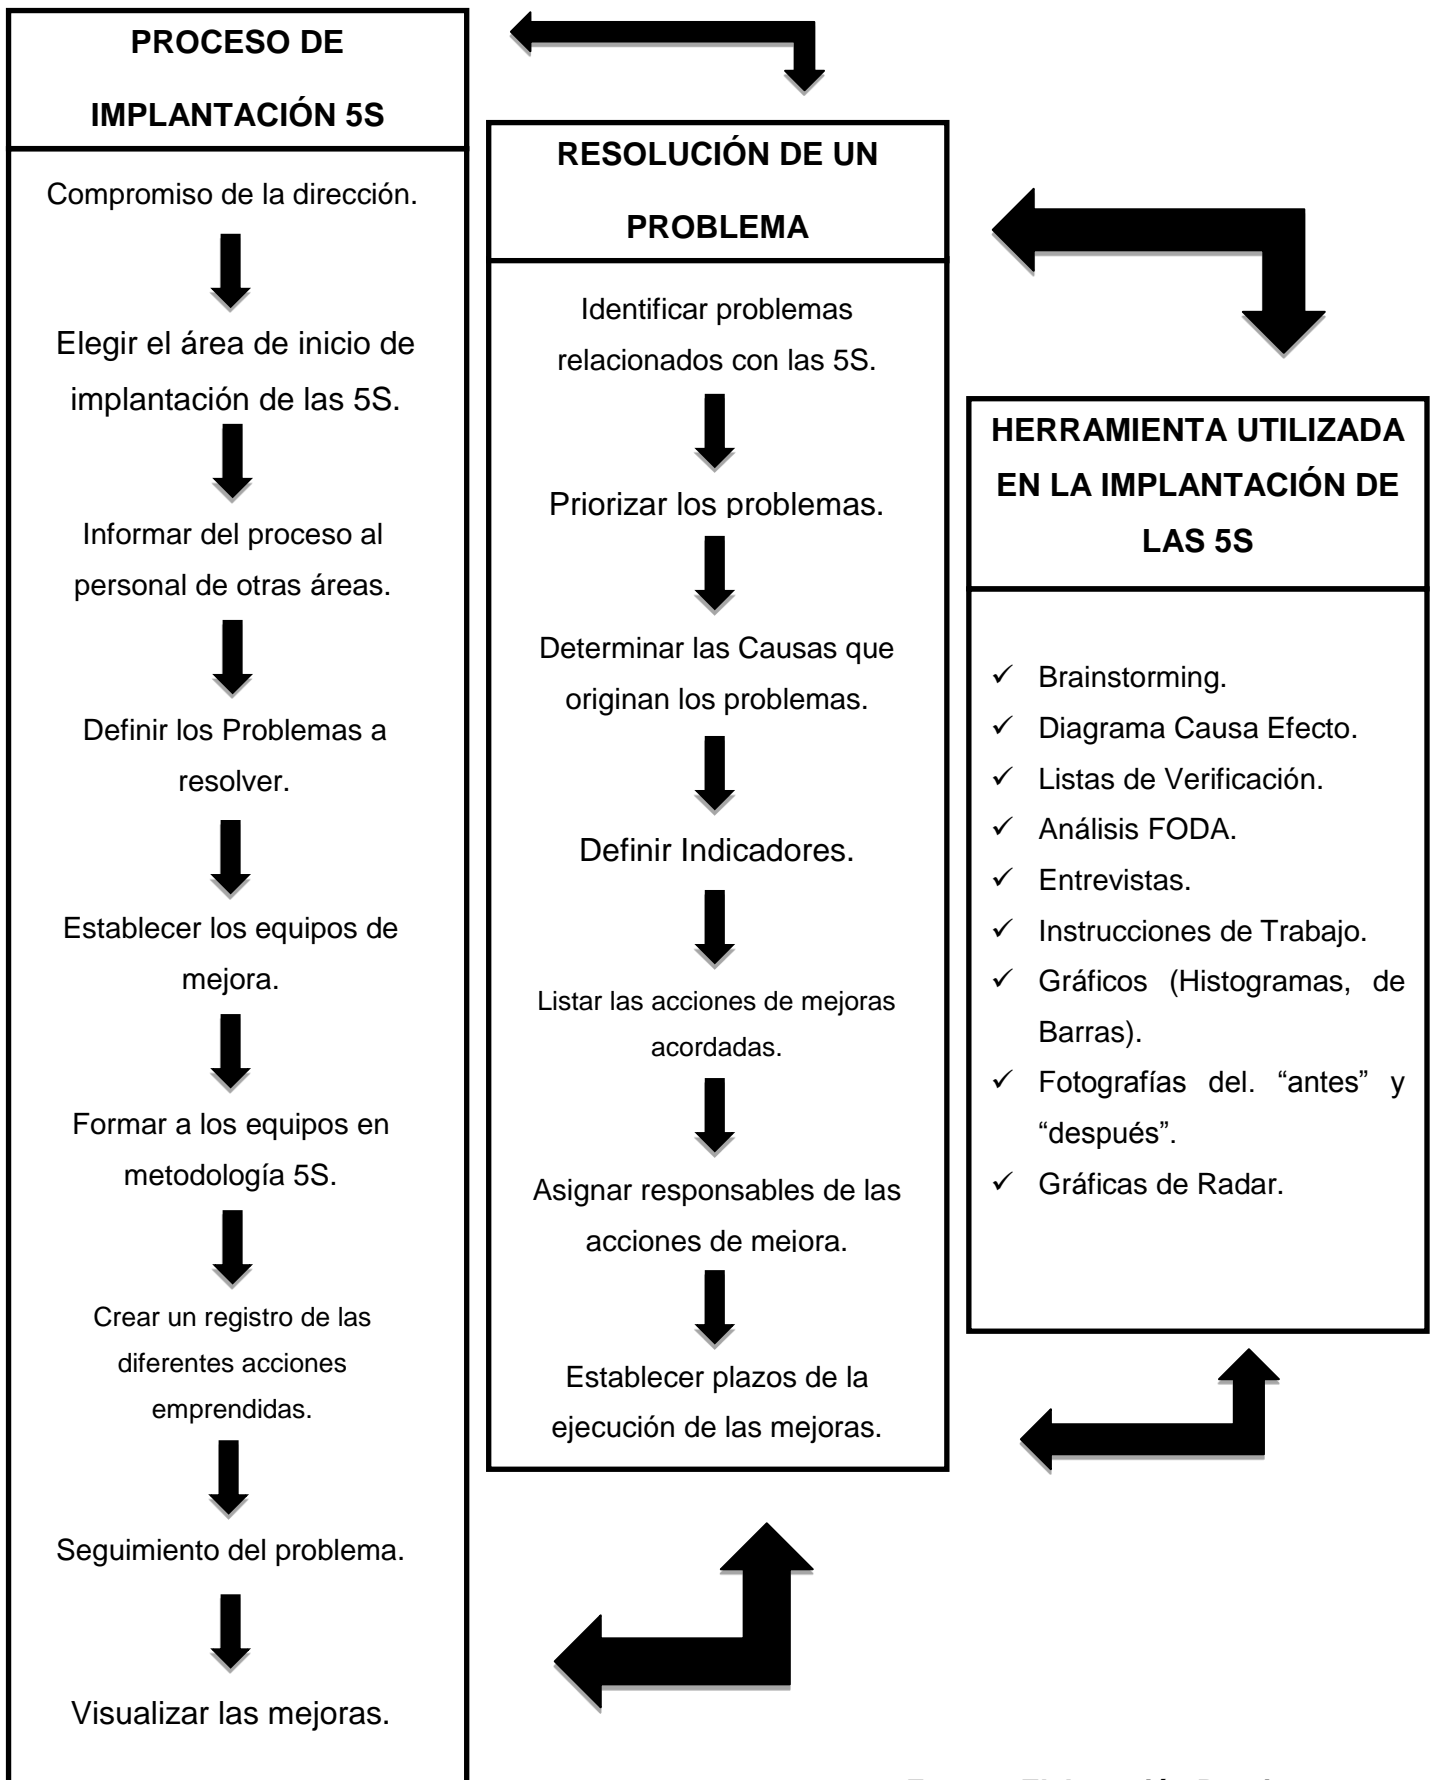 PROCESO DE
IMPLANTACIÓN 5S
Compromiso de la dirección.
Elegir el área de inicio de
implantación de las 5S.
Informar del proceso al
personal de otras áreas.
Definir los Problemas a
resolver.
Establecer los equipos de
mejora.
Formar a los equipos en
metodología 5S.
Crear un registro de las
diferentes acciones
emprendidas.
Seguimiento del problema.
Visualizar las mejoras.
RESOLUCIÓN DE UN
PROBLEMA
Identificar problemas
relacionados con las 5S.
Priorizar los problemas.
Determinar las Causas que
originan los problemas.
Definir Indicadores.
Listar las acciones de mejoras
acordadas.
Asignar responsables de las
acciones de mejora.
Establecer plazos de la
ejecución de las mejoras.
HERRAMIENTA UTILIZADA
EN LA IMPLANTACIÓN DE
LAS 5S
✓ Brainstorming.
✓ Diagrama Causa Efecto.
✓ Listas de Verificación.
✓ Análisis FODA.
✓ Entrevistas.
✓ Instrucciones de Trabajo.
✓ Gráficos (Histogramas, de
Barras).
✓ Fotografías del. “antes” y
“después”.
✓ Gráficas de Radar.